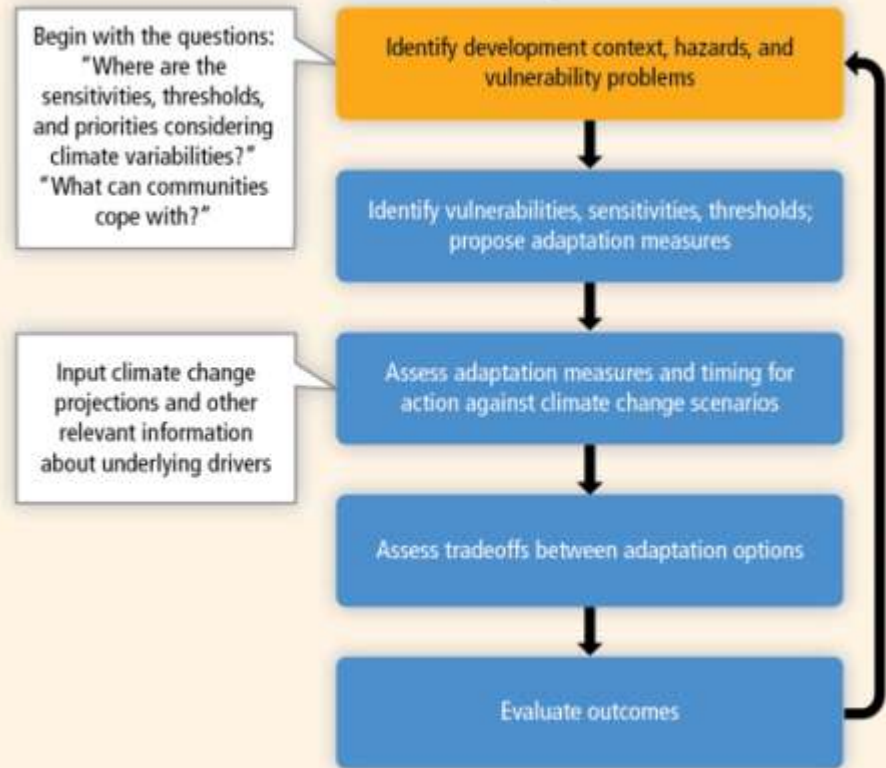 Begin with the questions:
"Where are the
sensitivities, thresholds,
and priorities considering
climate variabilities?"
"What can communities
cope with?"
Identify development context, hazards, and
vulnerability problems
Identify vulnerabilities, sensitivities, thresholds;
propose adaptation measures
Input climate change
projections and other
relevant information
about underlying drivers
Assess adaptation measures and timing for
action against climate change scenarios
Assess tradeoffs between adaptation options
Evaluate outcomes